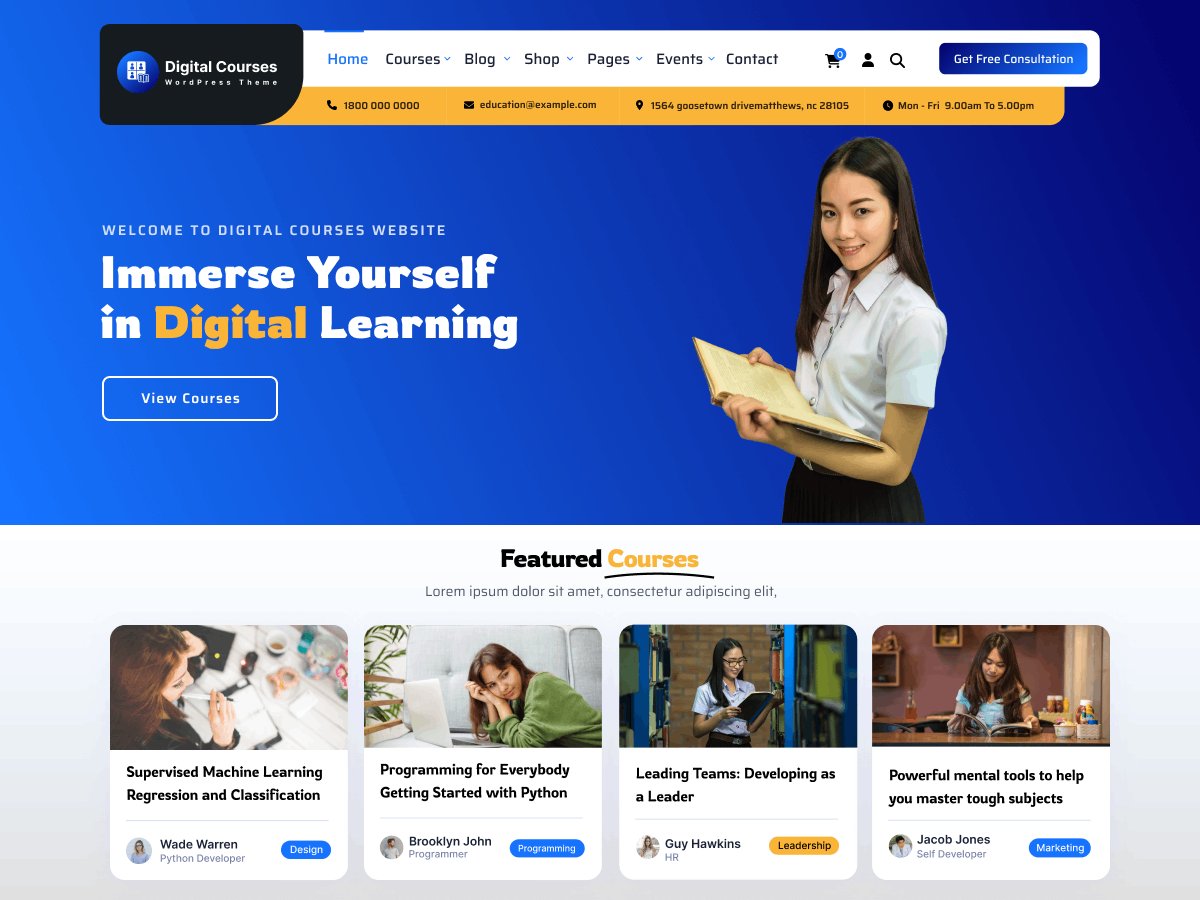 Digital Courses
WordPress Theme
Home Courses Blog Shop Pages Events Contact
0
Get Free Consultation
1800 000 0000
education@example.com
1564 goosetown drivematthews, nc 28105
Mon - Fri 9.00am To 5.00pm
WELCOME TO DIGITAL COURSES WEBSITE
Immerse Yourself
in Digital Learning
View Courses
Featured Courses
Lorem ipsum dolor sit amet, consectetur adipiscing elit,
Supervised Machine Learning
Regression and Classification
Wade Warren
Python Developer
Design
Programming for Everybody
Getting Started with Python
Brooklyn John
Programmer
Programming
Leading Teams: Developing as
a Leader
Guy Hawkins
HR
Leadership
Powerful mental tools to help
you master tough subjects
Jacob Jones
Self Developer
Marketing